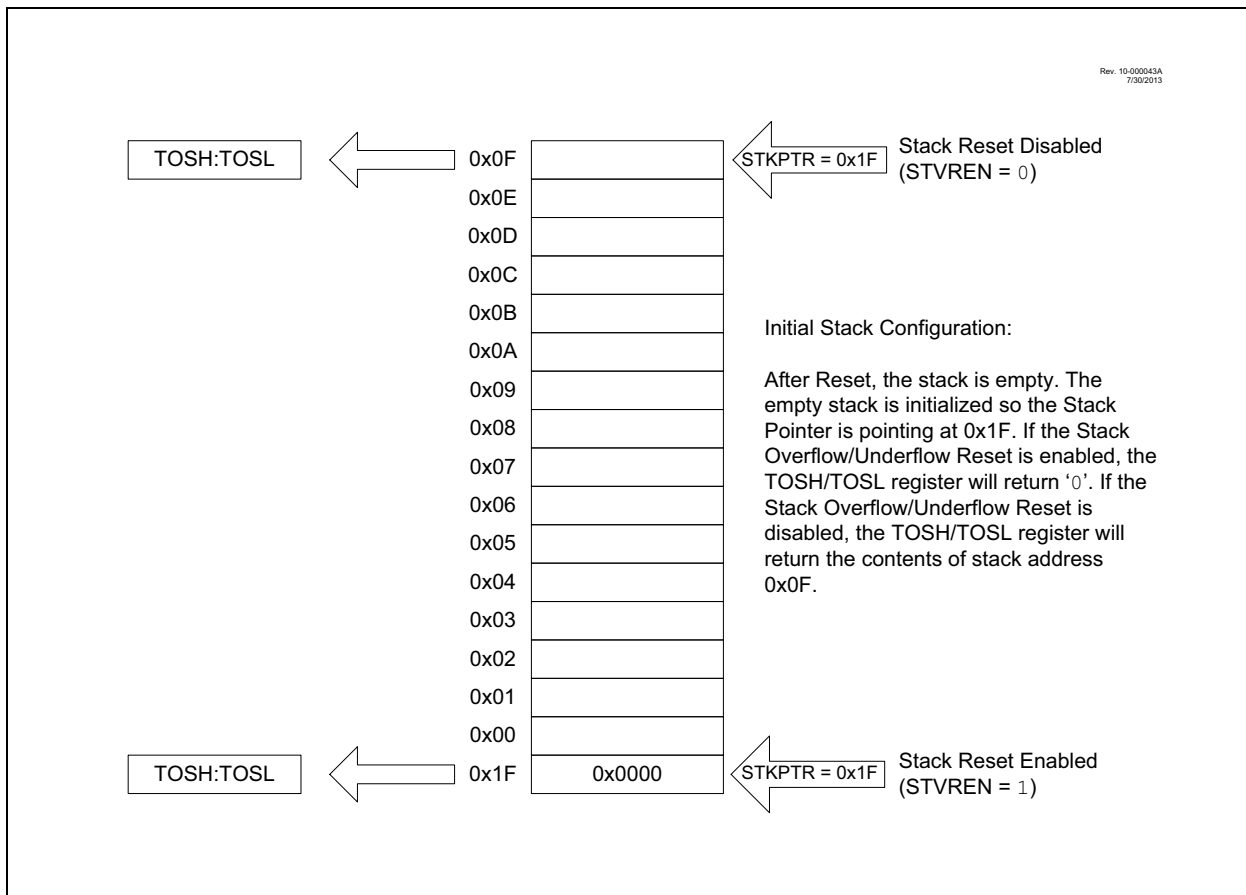 Rev. 10-000043A
7/30/2013
TOSH:TOSL
0x0F
STKPTR = 0x1F
Stack Reset Disabled
(STVREN = 0)
0x0E
0x0D
0x0C
0x0B
0x0A
0x09
0x08
0x07
0x06
0x05
0x04
0x03
0x02
0x01
0x00
Initial Stack Configuration:
After Reset, the stack is empty. The
empty stack is initialized so the Stack
Pointer is pointing at 0x1F. If the Stack
Overflow/Underflow Reset is enabled, the
TOSH/TOSL register will return ‘0’. If the
Stack Overflow/Underflow Reset is
disabled, the TOSH/TOSL register will
return the contents of stack address
0x0F.
TOSH:TOSL
0x1F
0x0000
STKPTR = 0x1F
Stack Reset Enabled
(STVREN = 1)